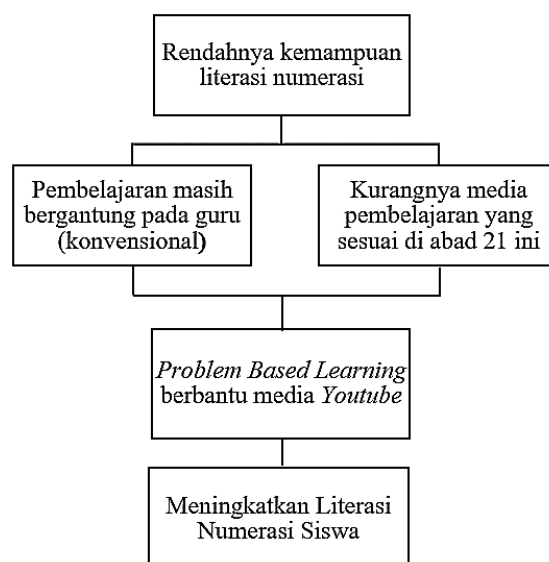 Rendahnya kemampuan
literasi numerasi
Pembelajaran masih
bergantung pada guru
(konvensional)
Kurangnya media
pembelajaran yang
sesuai di abad 21 ini
Problem Based Learning
berbantu media Youtube
Meningkatkan Literasi
Numerasi Siswa